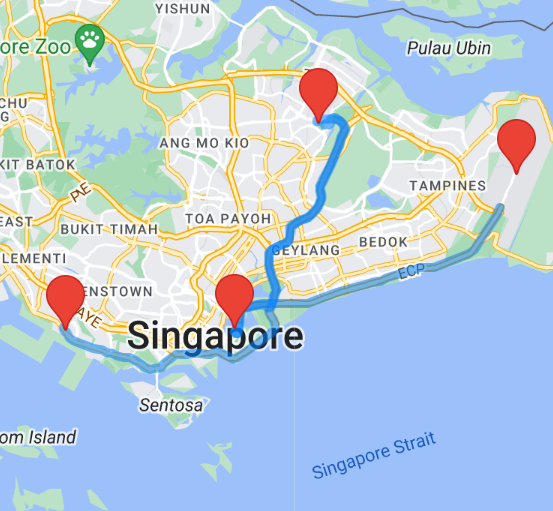 YISHUN
ore Zoo
Pulau Ubin
CHU
G
ANG MO KIO
KIT BATOK
PIE
TAMPINES
TOA PAYOH
EAST
BUKIT TIMAH
GEYLANG
BEDOK
LEMENTI
ECP
ENSTOWN
AYE
Singapore
Sentosa
om Island
Singapore Strait